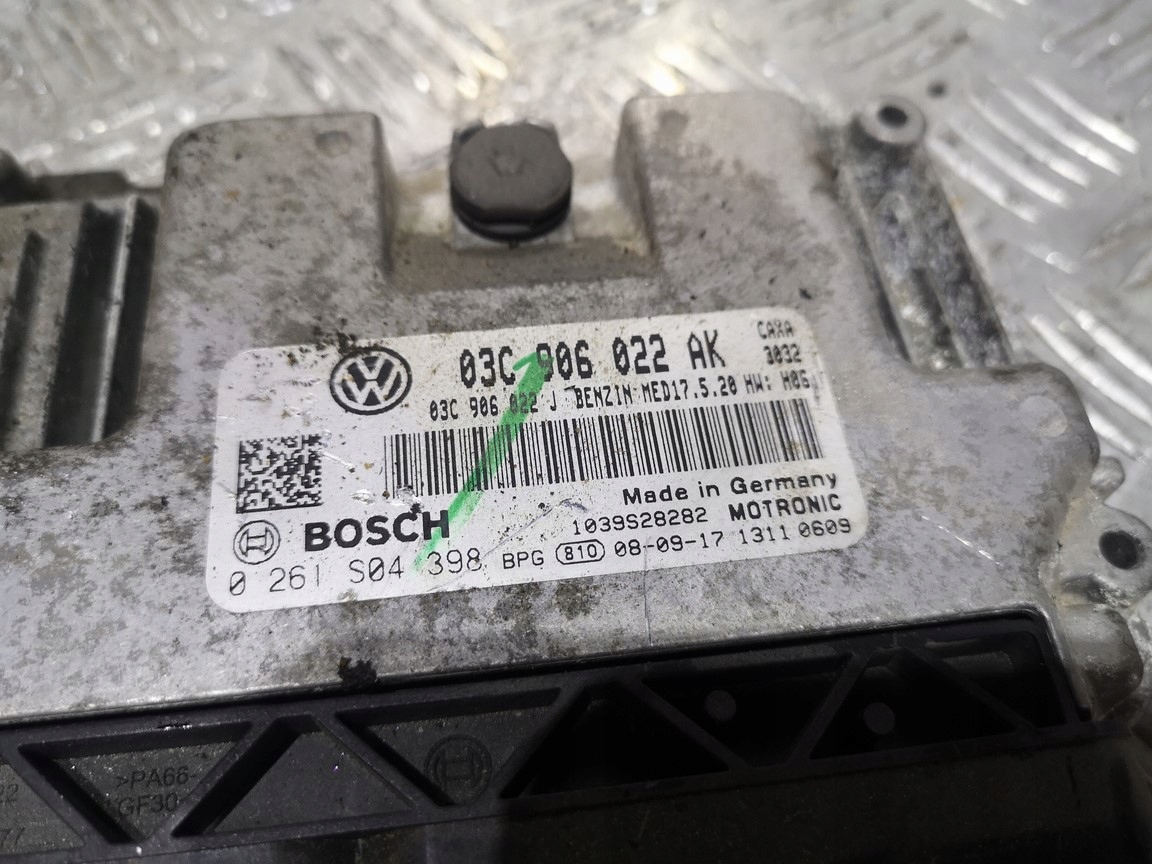 03C 906 022 AK
CAXA
3032
03C 906 022 J BENZIN MED17.5.20 HW: H06
Made in Germany
BOSCH 1039S28282 MOTRONIC
0 261 S04 398 BPG 810 08-09-17 1311 0609
>PA66-
GF30